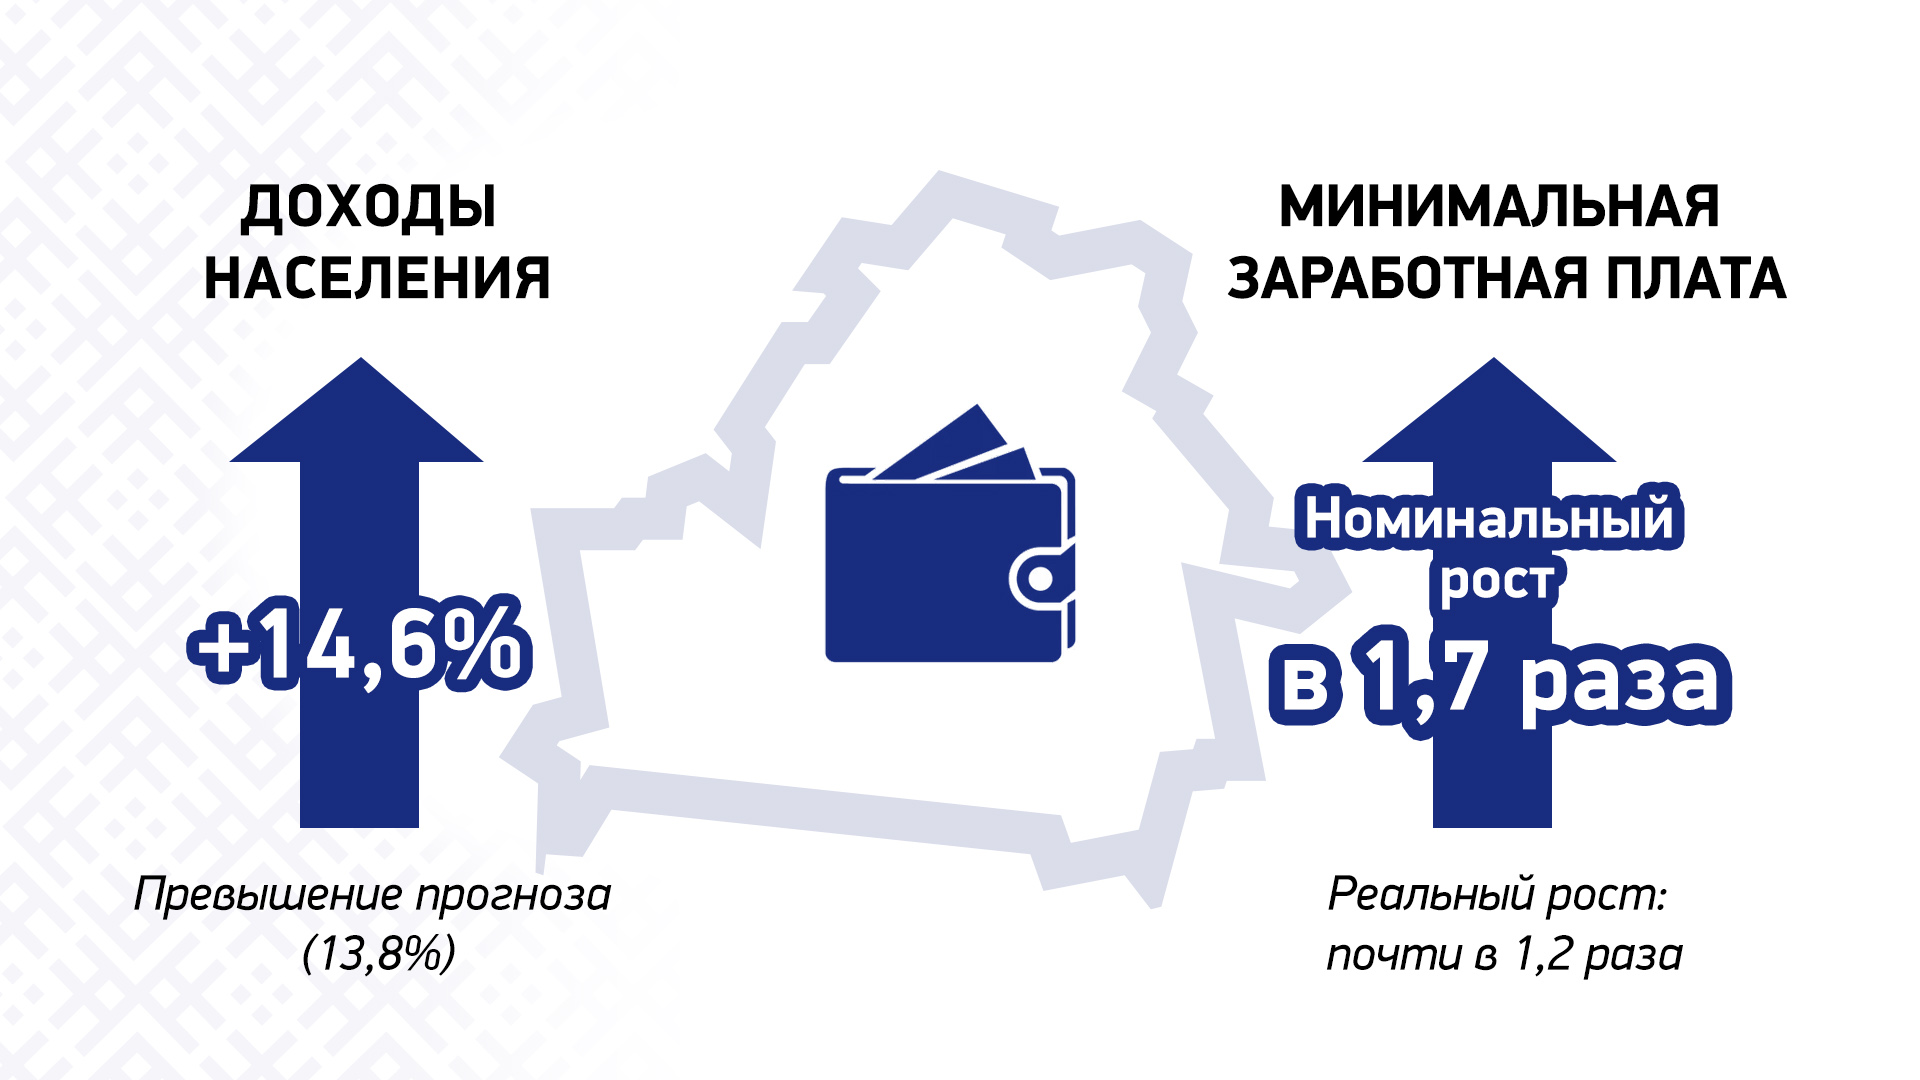 ДОХОДЫ
НАСЕЛЕНИЯ
+14,6%
Превышение прогноза
(13,8%)
МИНИМАЛЬНАЯ
ЗАРАБОТНАЯ ПЛАТА
Номинальный
рост
в 1,7 раза
Реальный рост:
почти в 1,2 раза